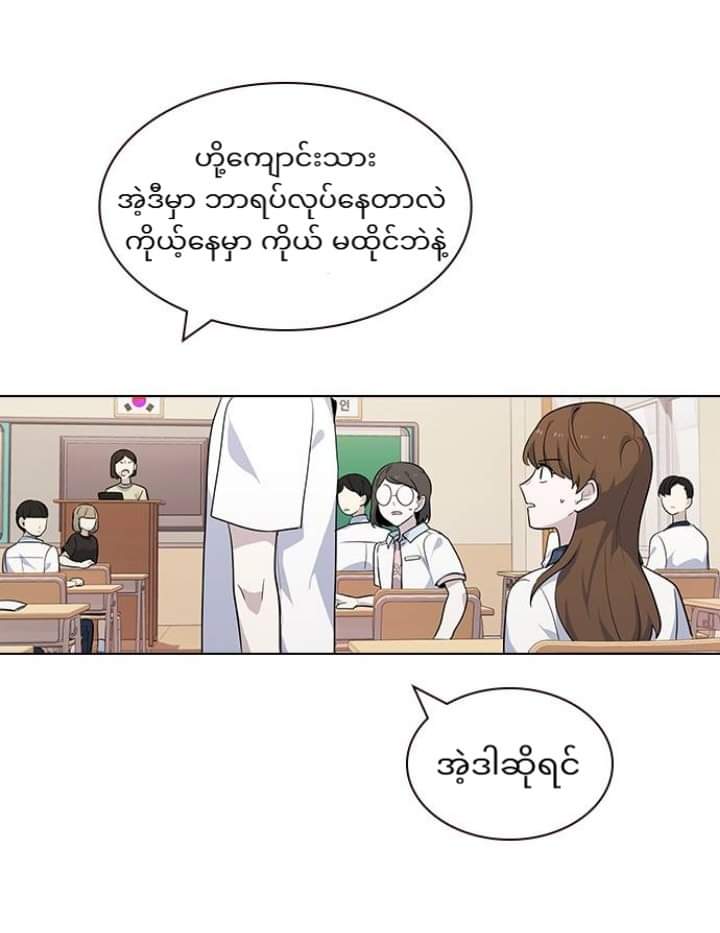 ဟို့ကျောင်းသား
အဲ့ဒီမှာ ဘာရပ်လုပ်နေတာလဲ
ကိုယ့်နေမှာ ကိုယ် မထိုင်ဘဲနဲ့
인
အဲ့ဒါဆိုရင်